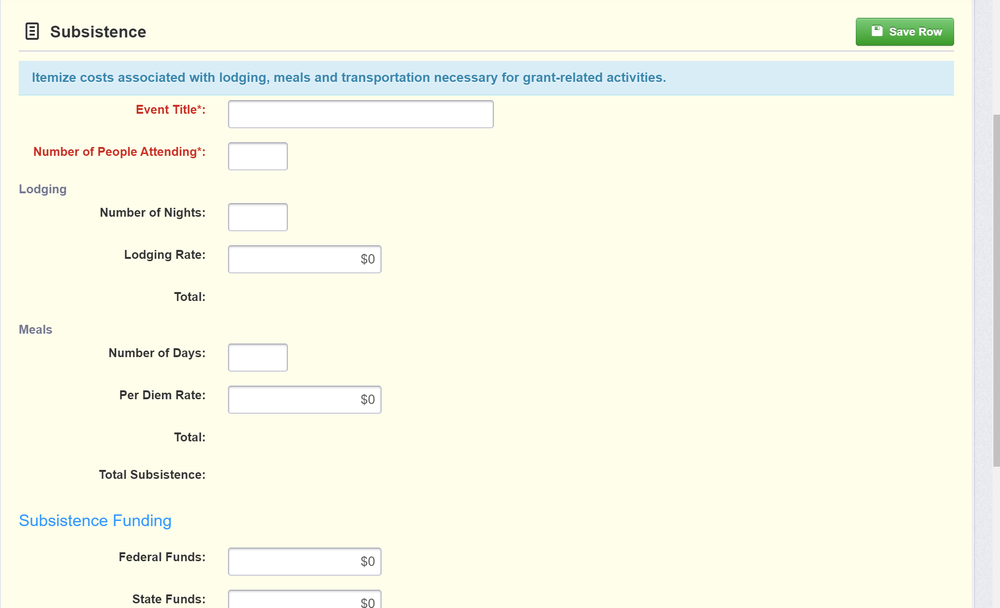 Subsistence
Save Row
Itemize costs associated with lodging, meals and transportation necessary for grant-related activities.
Event Title*:
Number of People Attending*:
Lodging
Number of Nights:
Lodging Rate: $0
Total:
Meals
Number of Days:
Per Diem Rate: $0
Total:
Total Subsistence:
Subsistence Funding
Federal Funds: $0
State Funds: $0